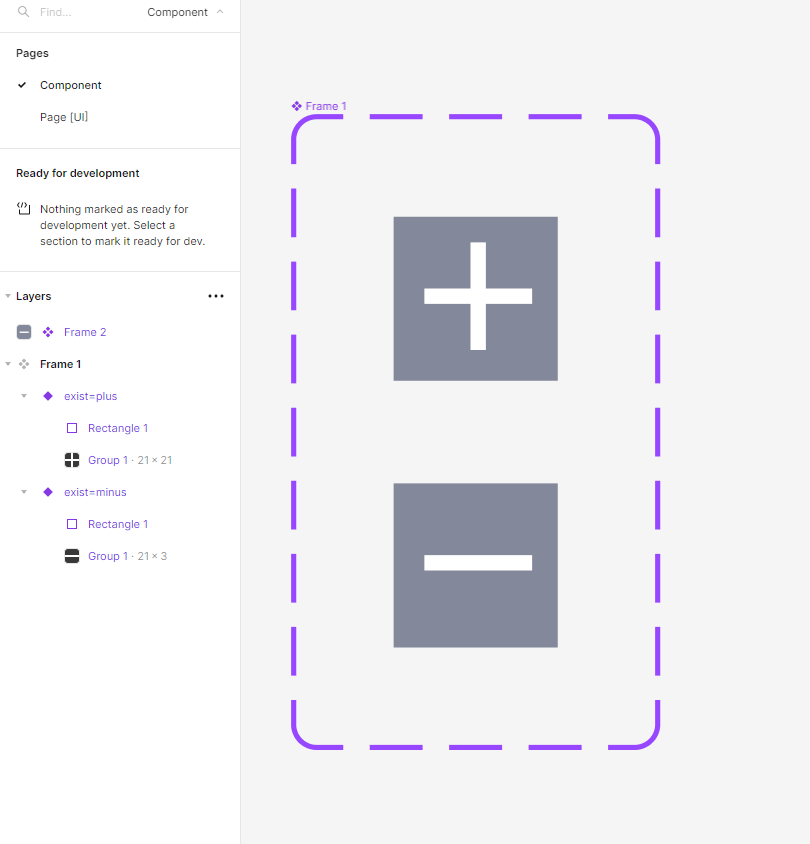 Find...
Component
Pages
Component
Page [UI]
Ready for development
Nothing marked as ready for
development yet. Select a
section to mark it ready for dev.
Layers
Frame 2
Frame 1
exist=plus
Rectangle 1
Group 1 · 21 × 21
exist=minus
Rectangle 1
Group 1 · 21 × 3
Frame 1